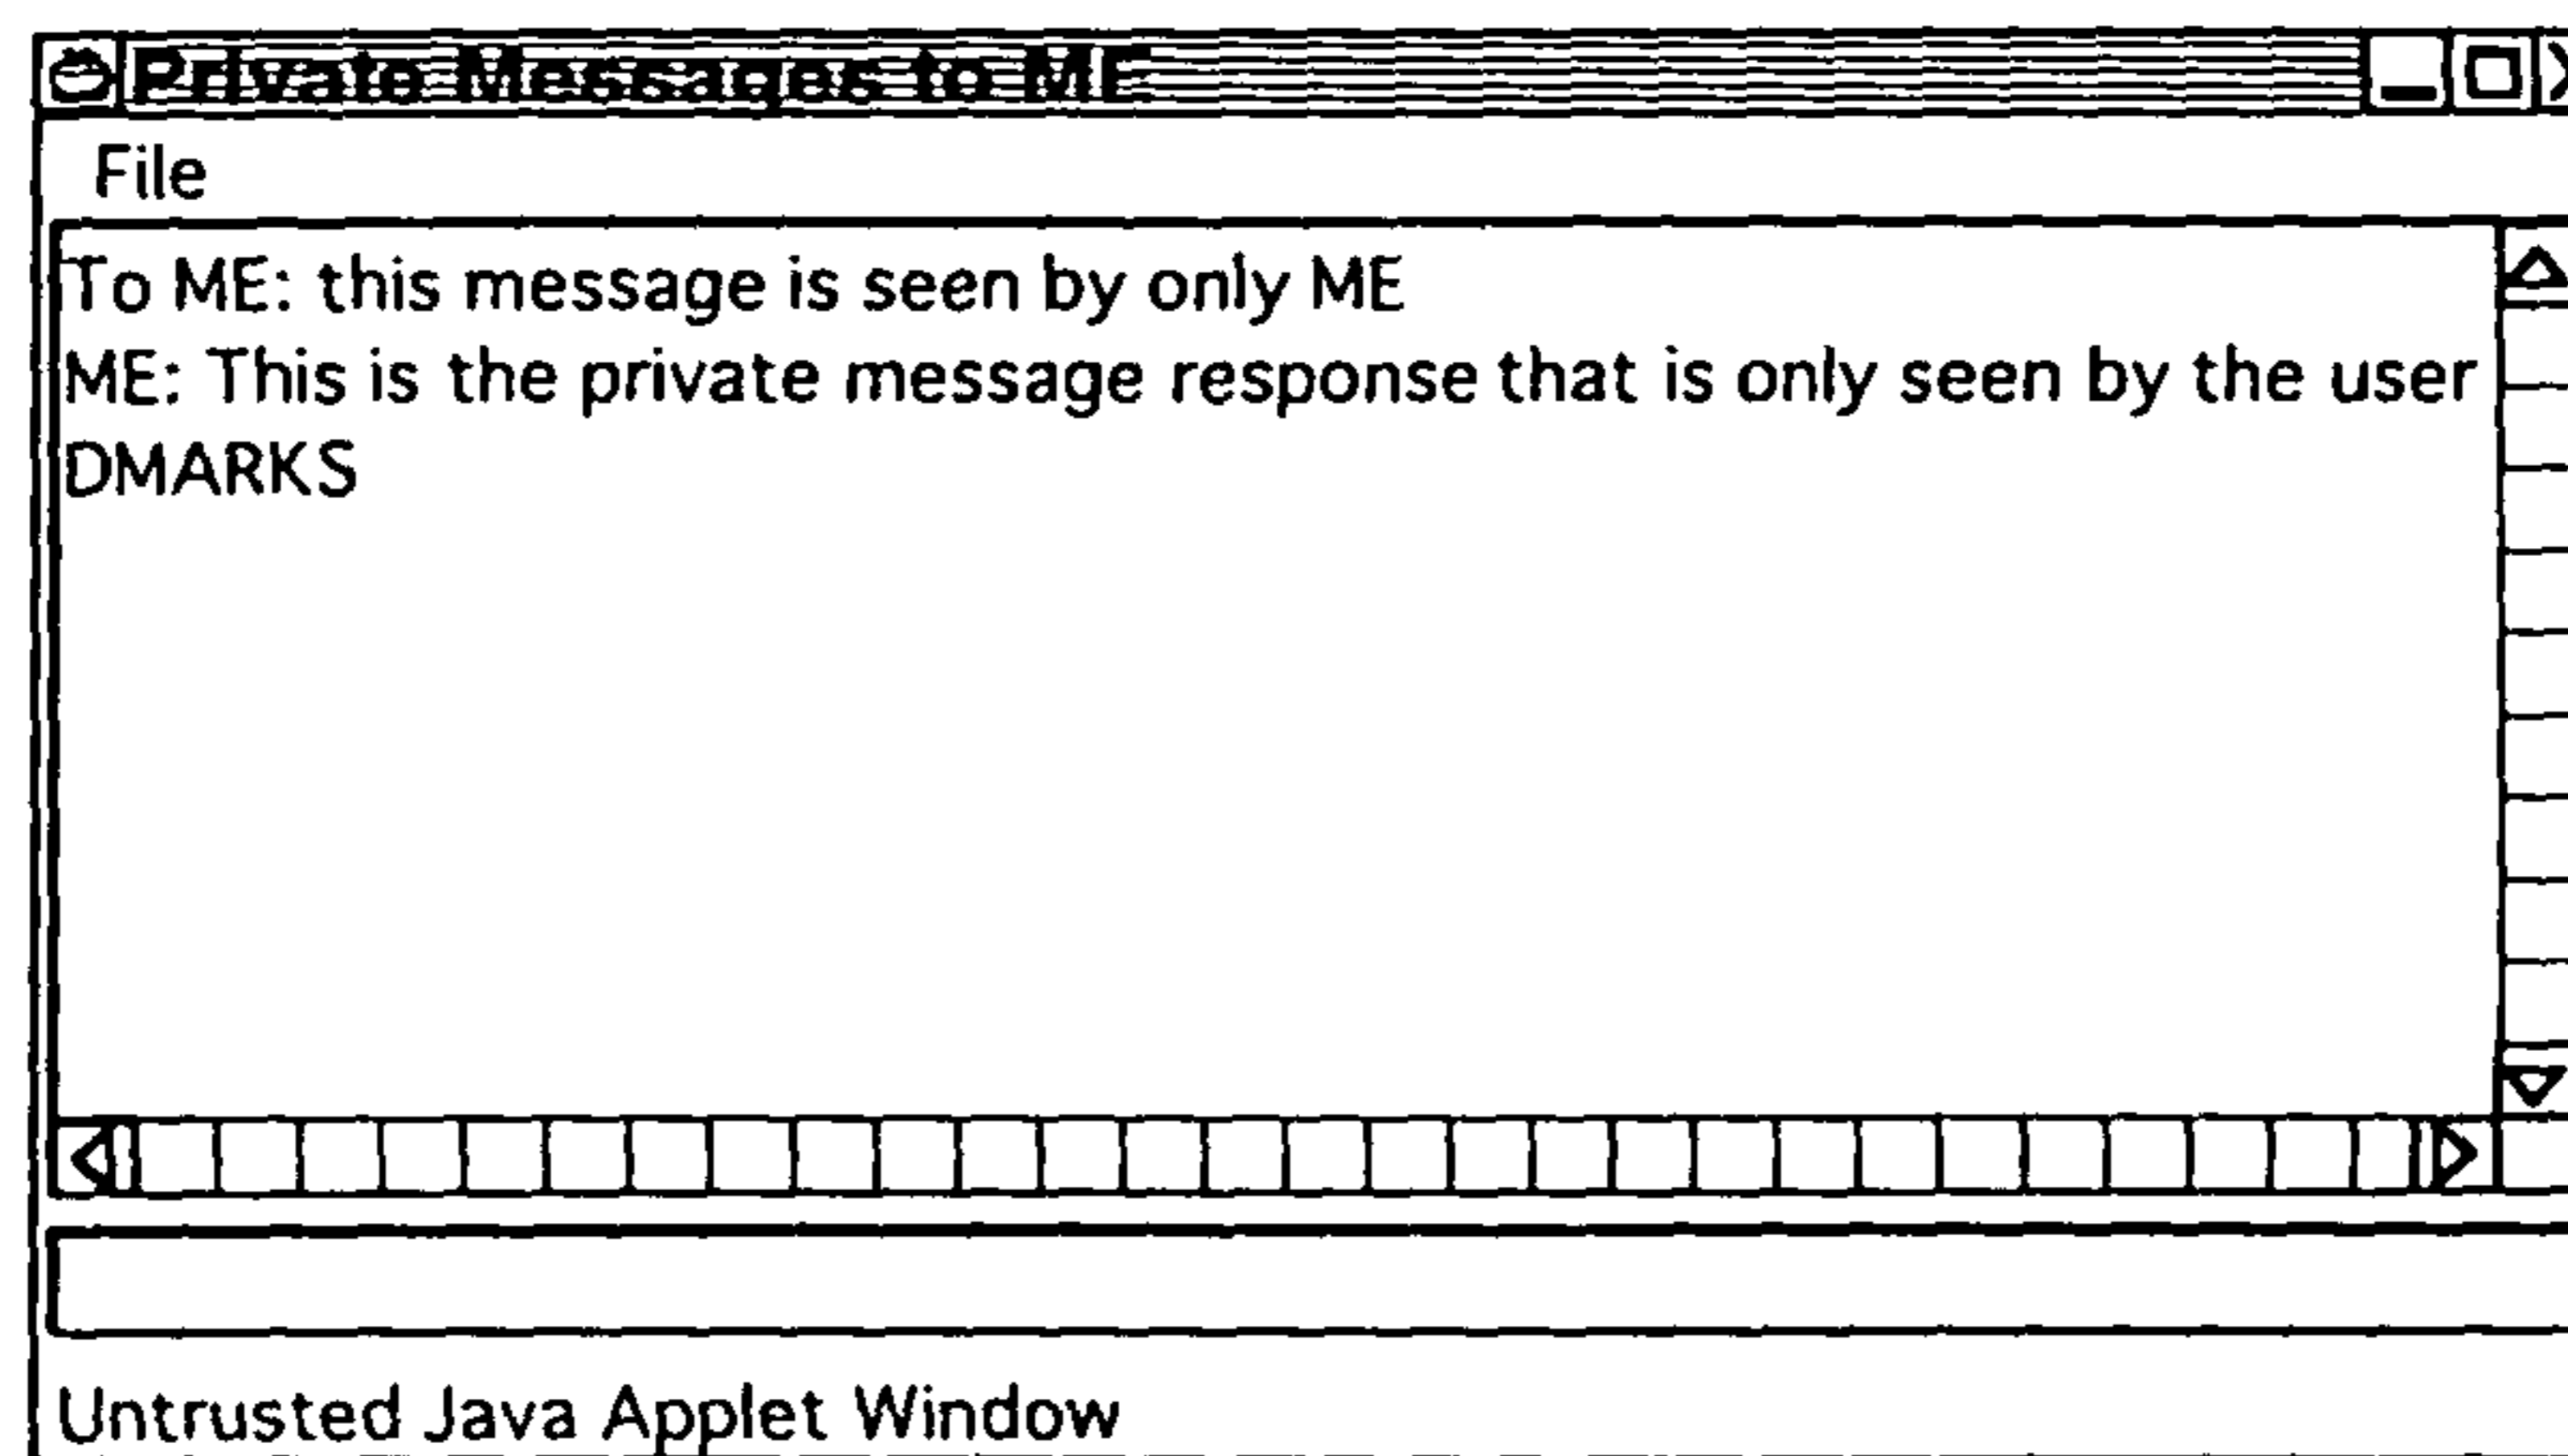 Private Messages to ME
File
To ME: this message is seen by only ME
ME: This is the private message response that is only seen by the user
DMARKS
Untrusted Java Applet Window